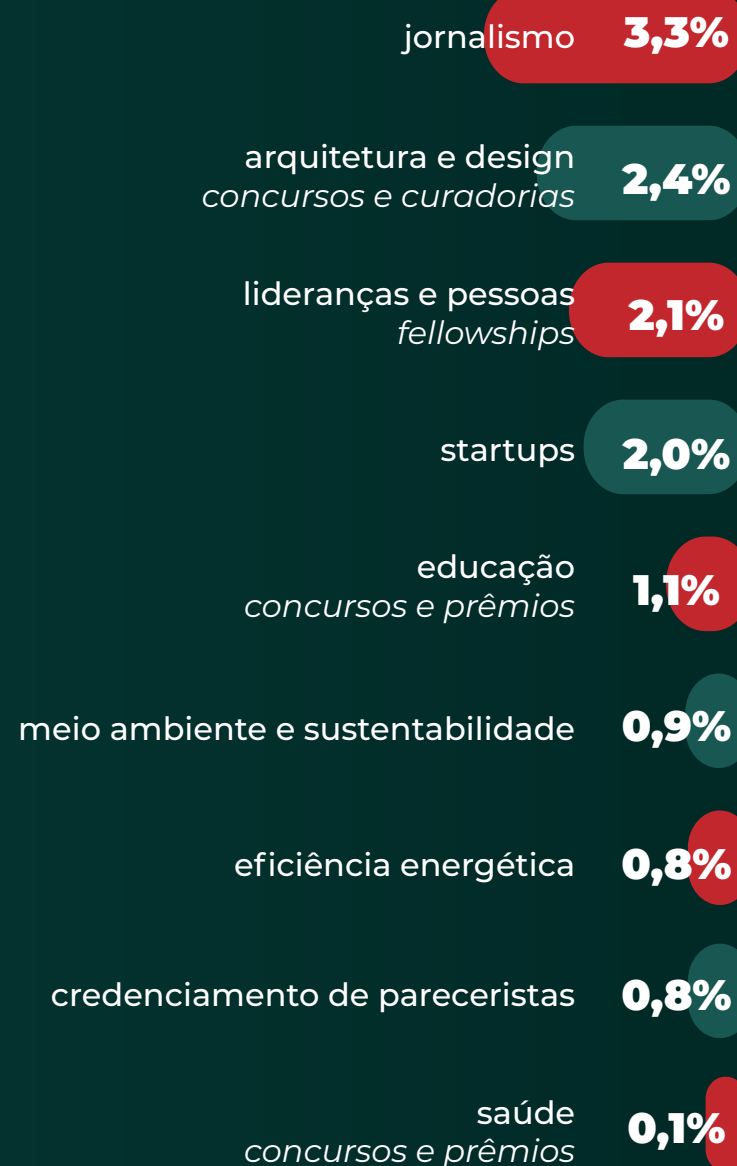 jornalismo 3,3%
arquitetura e design
concursos e curadorias 2,4%
lideranças e pessoas
fellowships 2,1%
startups 2,0%
educação
concursos e prêmios 1,1%
meio ambiente e sustentabilidade 0,9%
eficiência energética 0,8%
credenciamento de pareceristas 0,8%
saúde
concursos e prêmios 0,1%